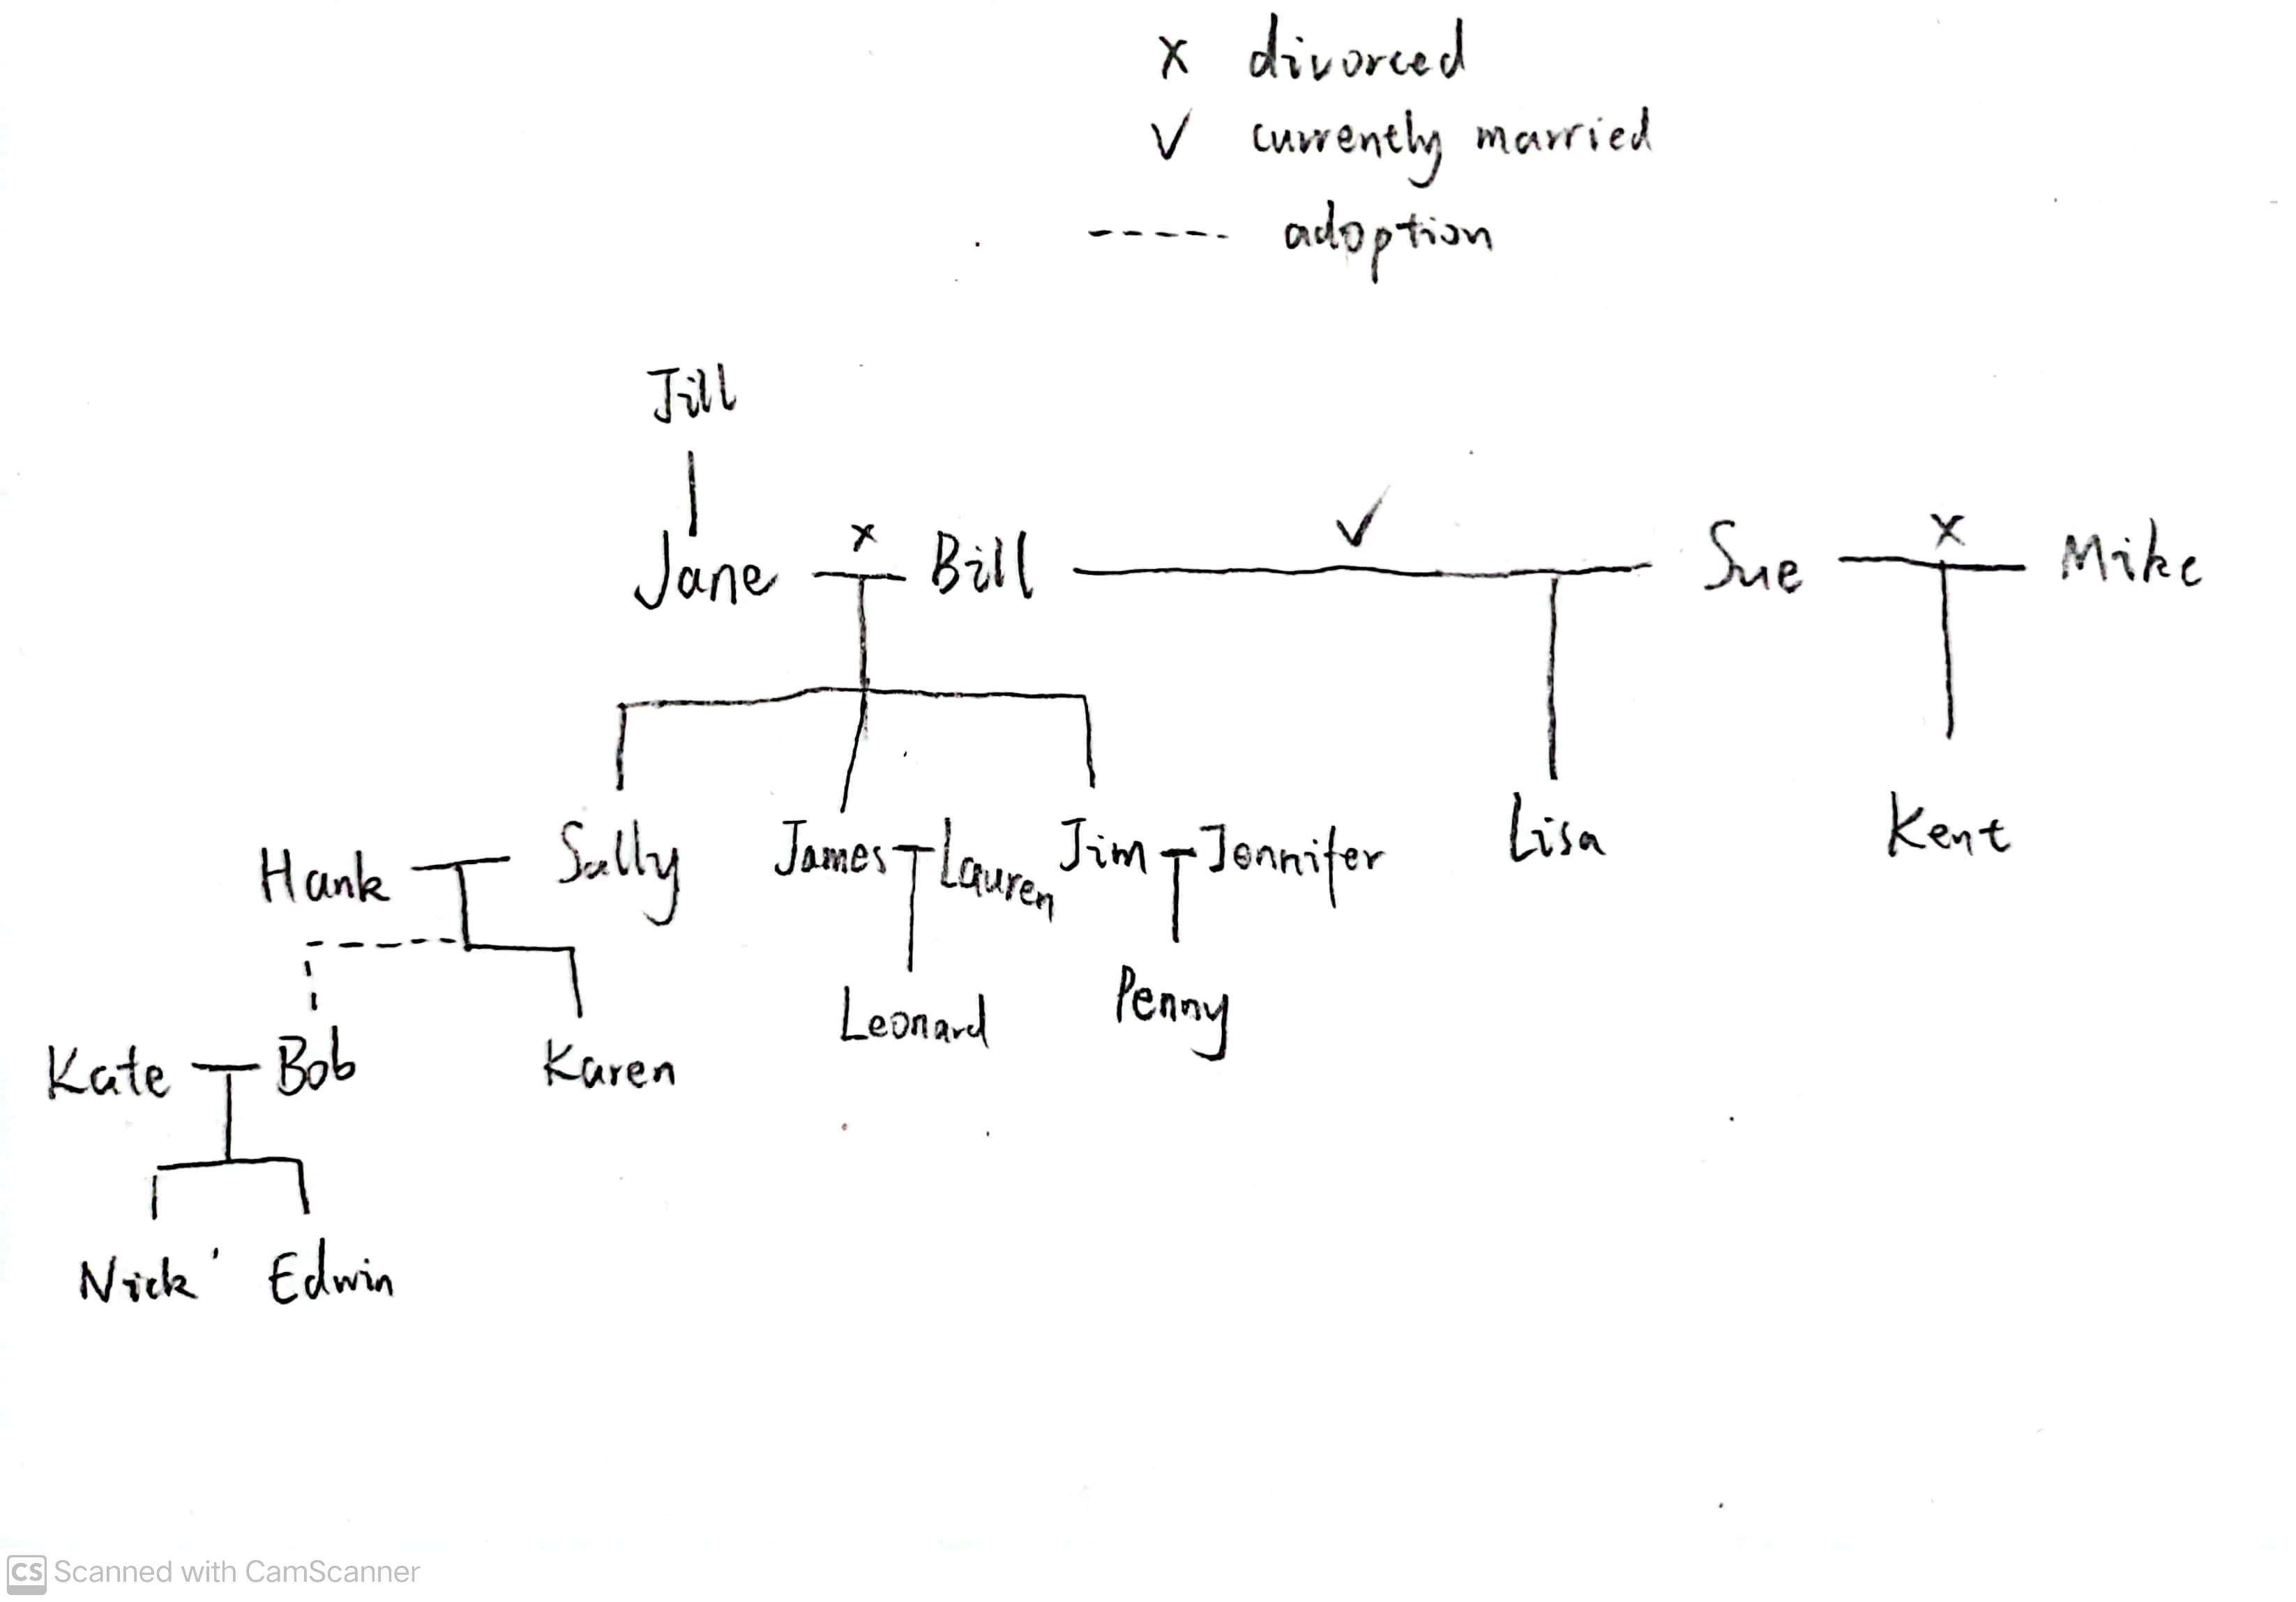 x divorced
✓ currently married
----- adoption
Jill
Jane x Bill ✓ Sue x Mike
Hank Sally James Lauren Jim Jennifer Lisa Kent
Leonard Penny
Kate Bob Karen
Nick Edwin
CS Scanned with CamScanner